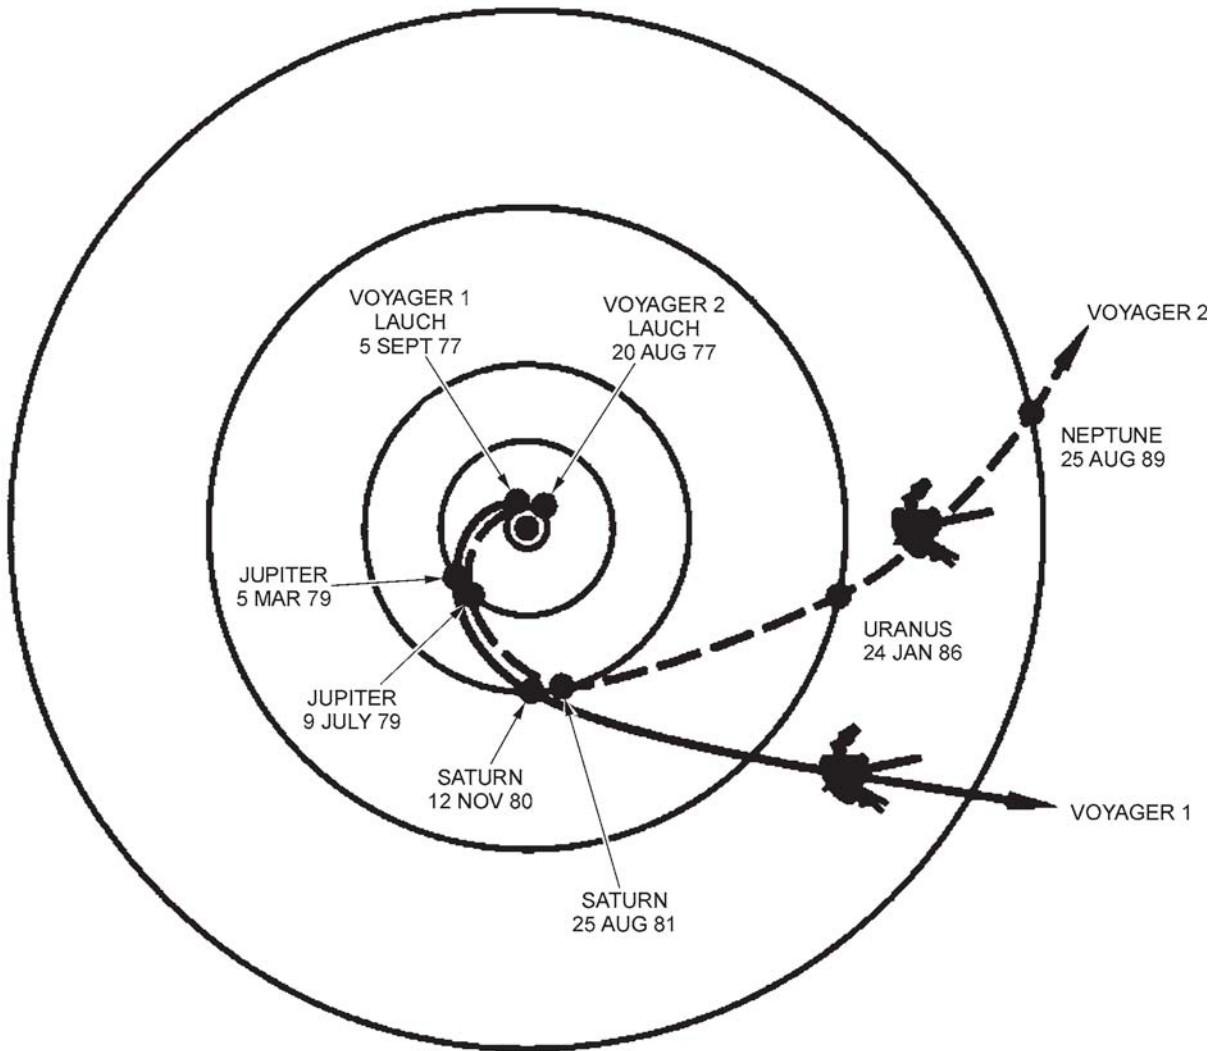 VOYAGER 1
LAUCH
5 SEPT 77
VOYAGER 2
LAUCH
20 AUG 77
VOYAGER 2
NEPTUNE
25 AUG 89
JUPITER
5 MAR 79
URANUS
24 JAN 86
JUPITER
9 JULY 79
SATURN
12 NOV 80
VOYAGER 1
SATURN
25 AUG 81